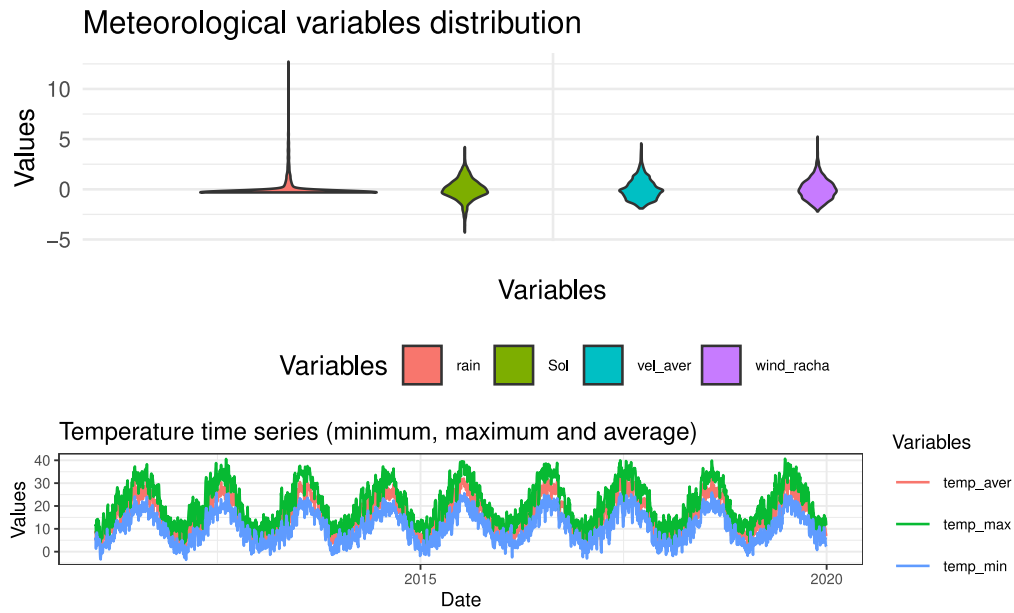 Meteorological variables distribution
Values
10
5
0
−5
Variables
Variables rain Sol vel_aver wind_racha
Temperature time series (minimum, maximum and average)
Values
40
30
20
10
0
2015 2020
Date
Variables
temp_aver
temp_max
temp_min